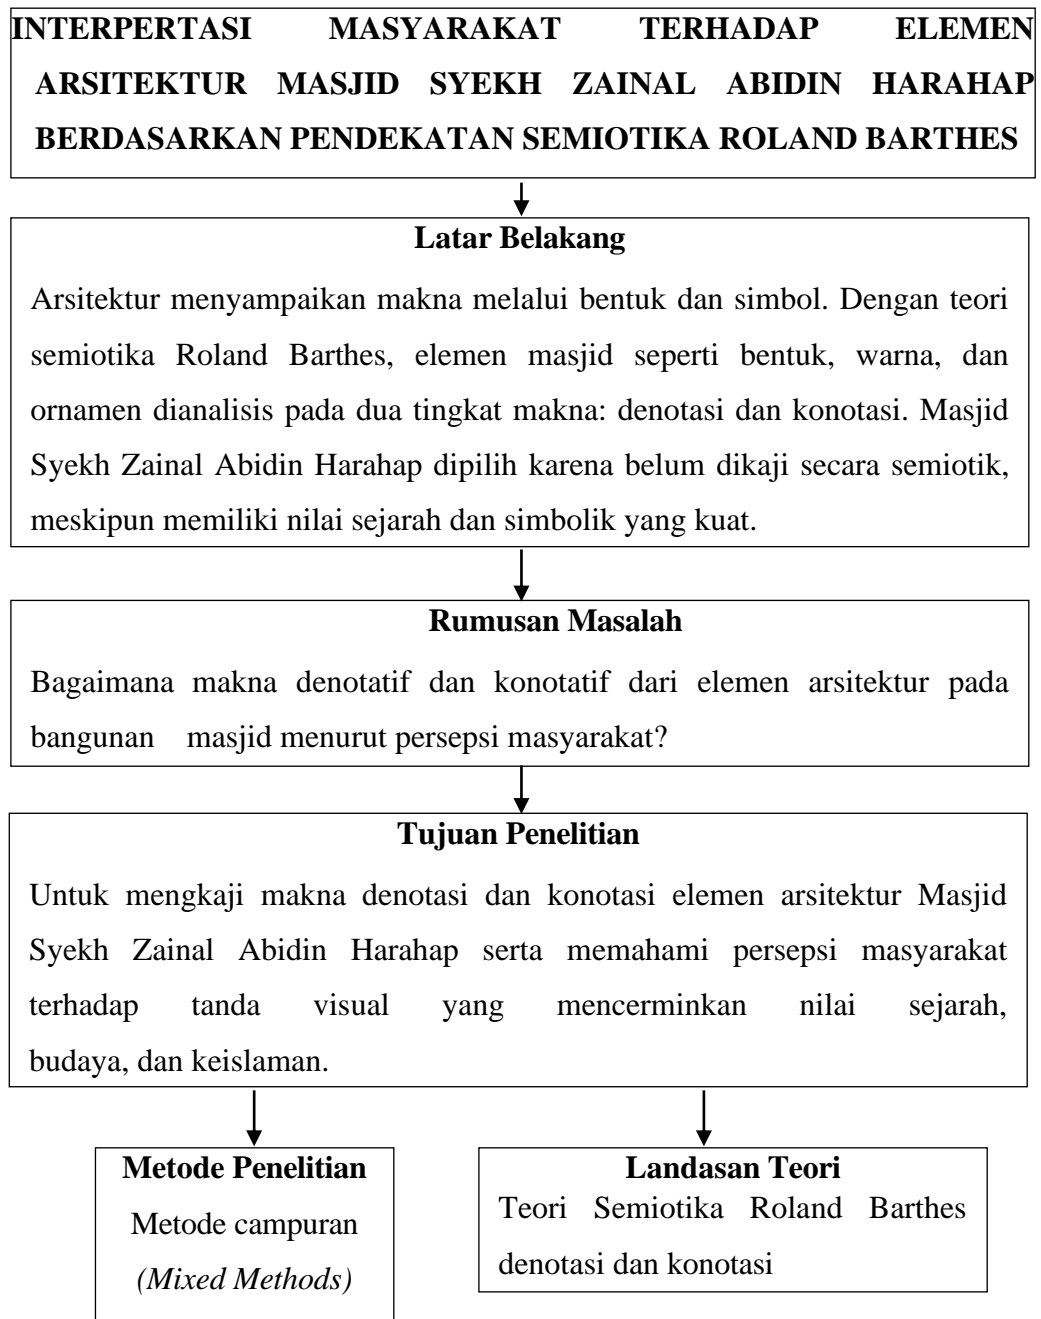 INTERPERTASI MASYARAKAT TERHADAP ELEMEN
ARSITEKTUR MASJID SYEKH ZAINAL ABIDIN HARAHAP
BERDASARKAN PENDEKATAN SEMIOTIKA ROLAND BARTHES
Latar Belakang
Arsitektur menyampaikan makna melalui bentuk dan simbol. Dengan teori
semiotika Roland Barthes, elemen masjid seperti bentuk, warna, dan
ornamen dianalisis pada dua tingkat makna: denotasi dan konotasi. Masjid
Syekh Zainal Abidin Harahap dipilih karena belum dikaji secara semiotik,
meskipun memiliki nilai sejarah dan simbolik yang kuat.
Rumusan Masalah
Bagaimana makna denotatif dan konotatif dari elemen arsitektur pada
bangunan masjid menurut persepsi masyarakat?
Tujuan Penelitian
Untuk mengkaji makna denotasi dan konotasi elemen arsitektur Masjid
Syekh Zainal Abidin Harahap serta memahami persepsi masyarakat
terhadap tanda visual yang mencerminkan nilai sejarah,
budaya, dan keislaman.
Metode Penelitian
Metode campuran
(Mixed Methods)
Landasan Teori
Teori Semiotika Roland Barthes
denotasi dan konotasi